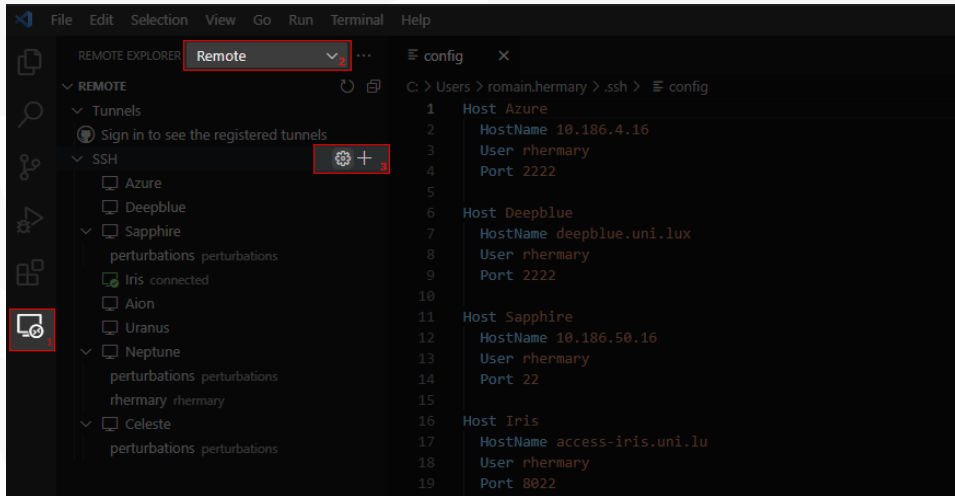 File Edit Selection View Go Run Terminal Help
REMOTE EXPLORER Remote 2 ...
config
REMOTE
C: > Users > romain.hermary > .ssh > config
Tunnels
Sign in to see the registered tunnels
SSH 3
Azure
Deepblue
Sapphire
perturbations perturbations
Iris connected
Aion
Uranus
1
Neptune
perturbations perturbations
rhermary rhermary
Celeste
perturbations perturbations
1 Host Azure
2 HostName 10.186.4.16
3 User rhermary
4 Port 2222
5
6 Host Deepblue
7 HostName deepblue.uni.lux
8 User rhermary
9 Port 2222
10
11 Host Sapphire
12 HostName 10.186.50.16
13 User rhermary
14 Port 22
15
16 Host Iris
17 HostName access-iris.uni.lu
18 User rhermary
19 Port 8022